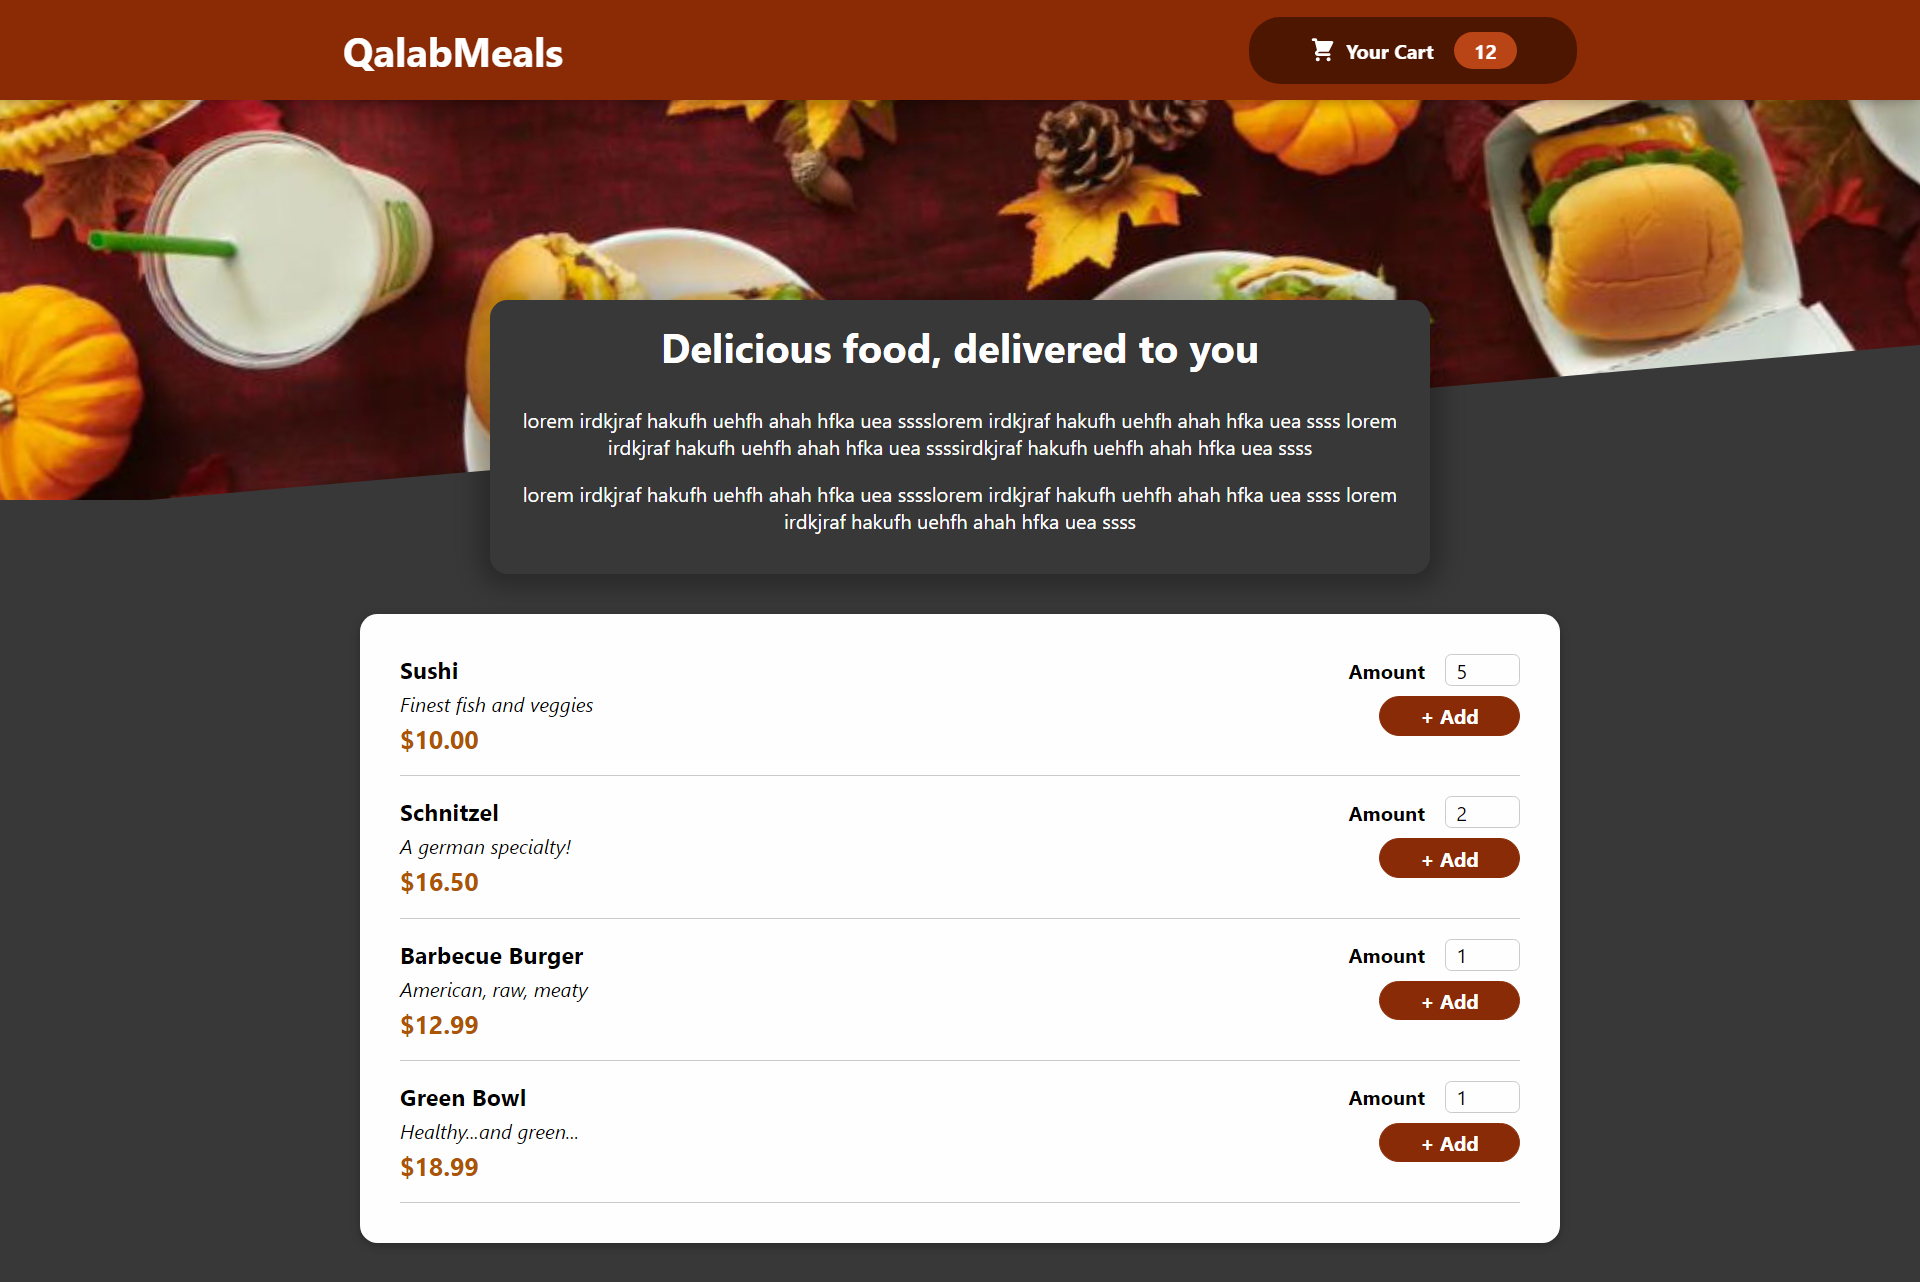 QalabMeals
Your Cart 12
Delicious food, delivered to you
lorem irdkjraf hakufh uehfh ahah hfka uea sssslorem irdkjraf hakufh uehfh ahah hfka uea ssss lorem
irdkjraf hakufh uehfh ahah hfka uea ssssirdkjraf hakufh uehfh ahah hfka uea ssss
lorem irdkjraf hakufh uehfh ahah hfka uea sssslorem irdkjraf hakufh uehfh ahah hfka uea ssss lorem
irdkjraf hakufh uehfh ahah hfka uea ssss
Sushi
Finest fish and veggies
$10.00
Amount 5
+ Add
Schnitzel
A german specialty!
$16.50
Amount 2
+ Add
Barbecue Burger
American, raw, meaty
$12.99
Amount 1
+ Add
Green Bowl
Healthy...and green...
$18.99
Amount 1
+ Add